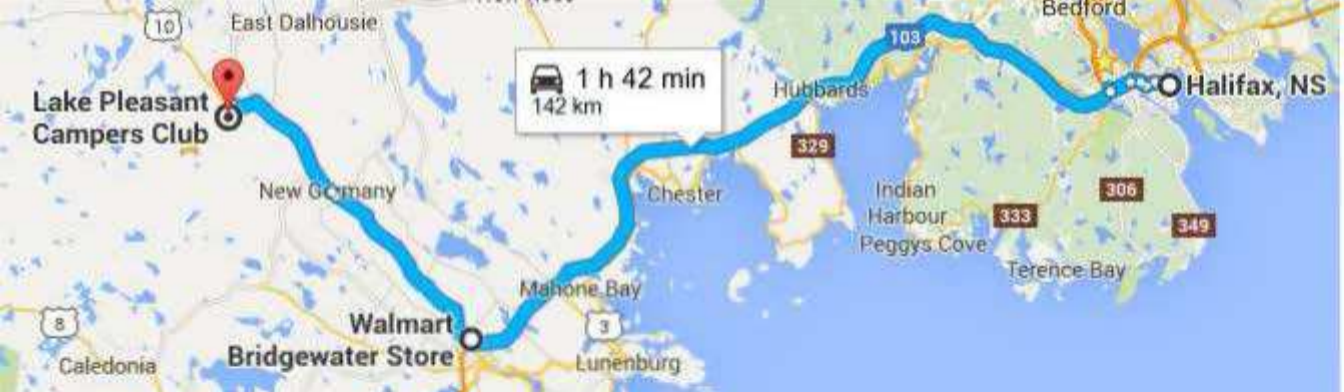 East Dalhousie
10
Bedford
103
1 h 42 min
142 km
Halifax, NS
Hubbards
Lake Pleasant
Campers Club
329
New Germany
Chester
Indian
Harbour
306
333
349
Peggys Cove
Terence Bay
Mahone Bay
8
Walmart
Bridgewater Store
3
Caledonia
Lunenburg